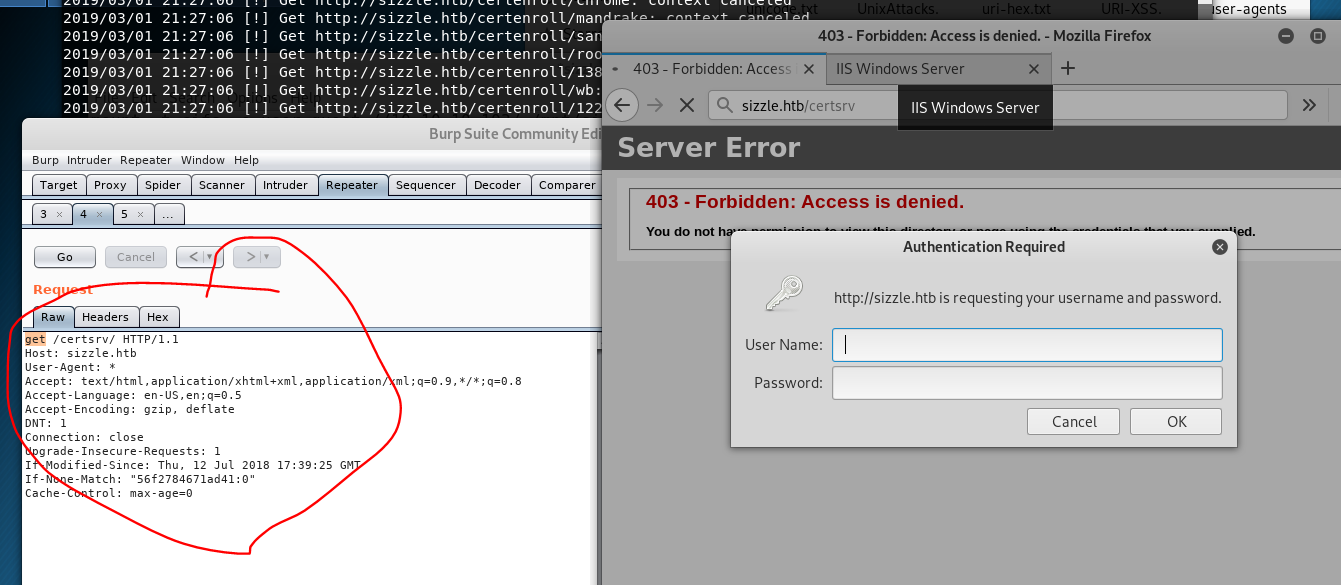 2019/03/01 21:27:06 [!] Get http://sizzle.htb/certenroll/chrome: context canceled
2019/03/01 21:27:06 [!] Get http://sizzle.htb/certenroll/mandrake: context canceled
2019/03/01 21:27:06 [!] Get http://sizzle.htb/certenroll/san
2019/03/01 21:27:06 [!] Get http://sizzle.htb/certenroll/roo
2019/03/01 21:27:06 [!] Get http://sizzle.htb/certenroll/138
2019/03/01 21:27:06 [!] Get http://sizzle.htb/certenroll/wb:
2019/03/01 21:27:06 [!] Get http://sizzle.htb/certenroll/122
unicode.txt UnixAttacks. uri-hex.txt URI-XSS. user-agents
Burp Suite Community Edi
Burp Intruder Repeater Window Help
Target Proxy Spider Scanner Intruder Repeater Sequencer Decoder Comparer
3 × 4 × 5 × ...
Go Cancel < ▾ > ▾
Request
Raw Headers Hex
get /certsrv/ HTTP/1.1
Host: sizzle.htb
User-Agent: *
Accept: text/html,application/xhtml+xml,application/xml;q=0.9,*/*;q=0.8
Accept-Language: en-US,en;q=0.5
Accept-Encoding: gzip, deflate
DNT: 1
Connection: close
Upgrade-Insecure-Requests: 1
If-Modified-Since: Thu, 12 Jul 2018 17:39:25 GMT
If-None-Match: "56f2784671ad41:0"
Cache-Control: max-age=0
403 - Forbidden: Access is denied. - Mozilla Firefox
403 - Forbidden: Access IIS Windows Server
sizzle.htb/certsrv
IIS Windows Server
Server Error
403 - Forbidden: Access is denied.
You do not have permission to view this directory or page using the credentials that you supplied.
Authentication Required
http://sizzle.htb is requesting your username and password.
User Name:
Password:
Cancel OK